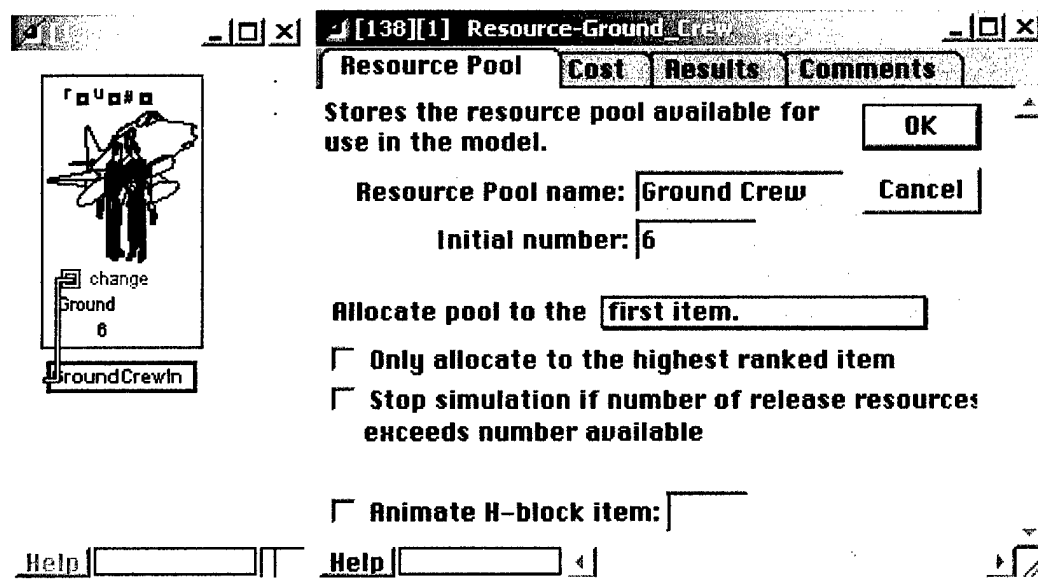 change
Ground
6
GroundCrewIn
Help
[138][1] Resource-Ground_Crew
Resource Pool
Cost
Results
Comments
Stores the resource pool available for
use in the model.
OK
Resource Pool name: Ground Crew
Cancel
Initial number: 6
Allocate pool to the first item.
Only allocate to the highest ranked item
Stop simulation if number of release resources
exceeds number available
Animate H-block item:
Help